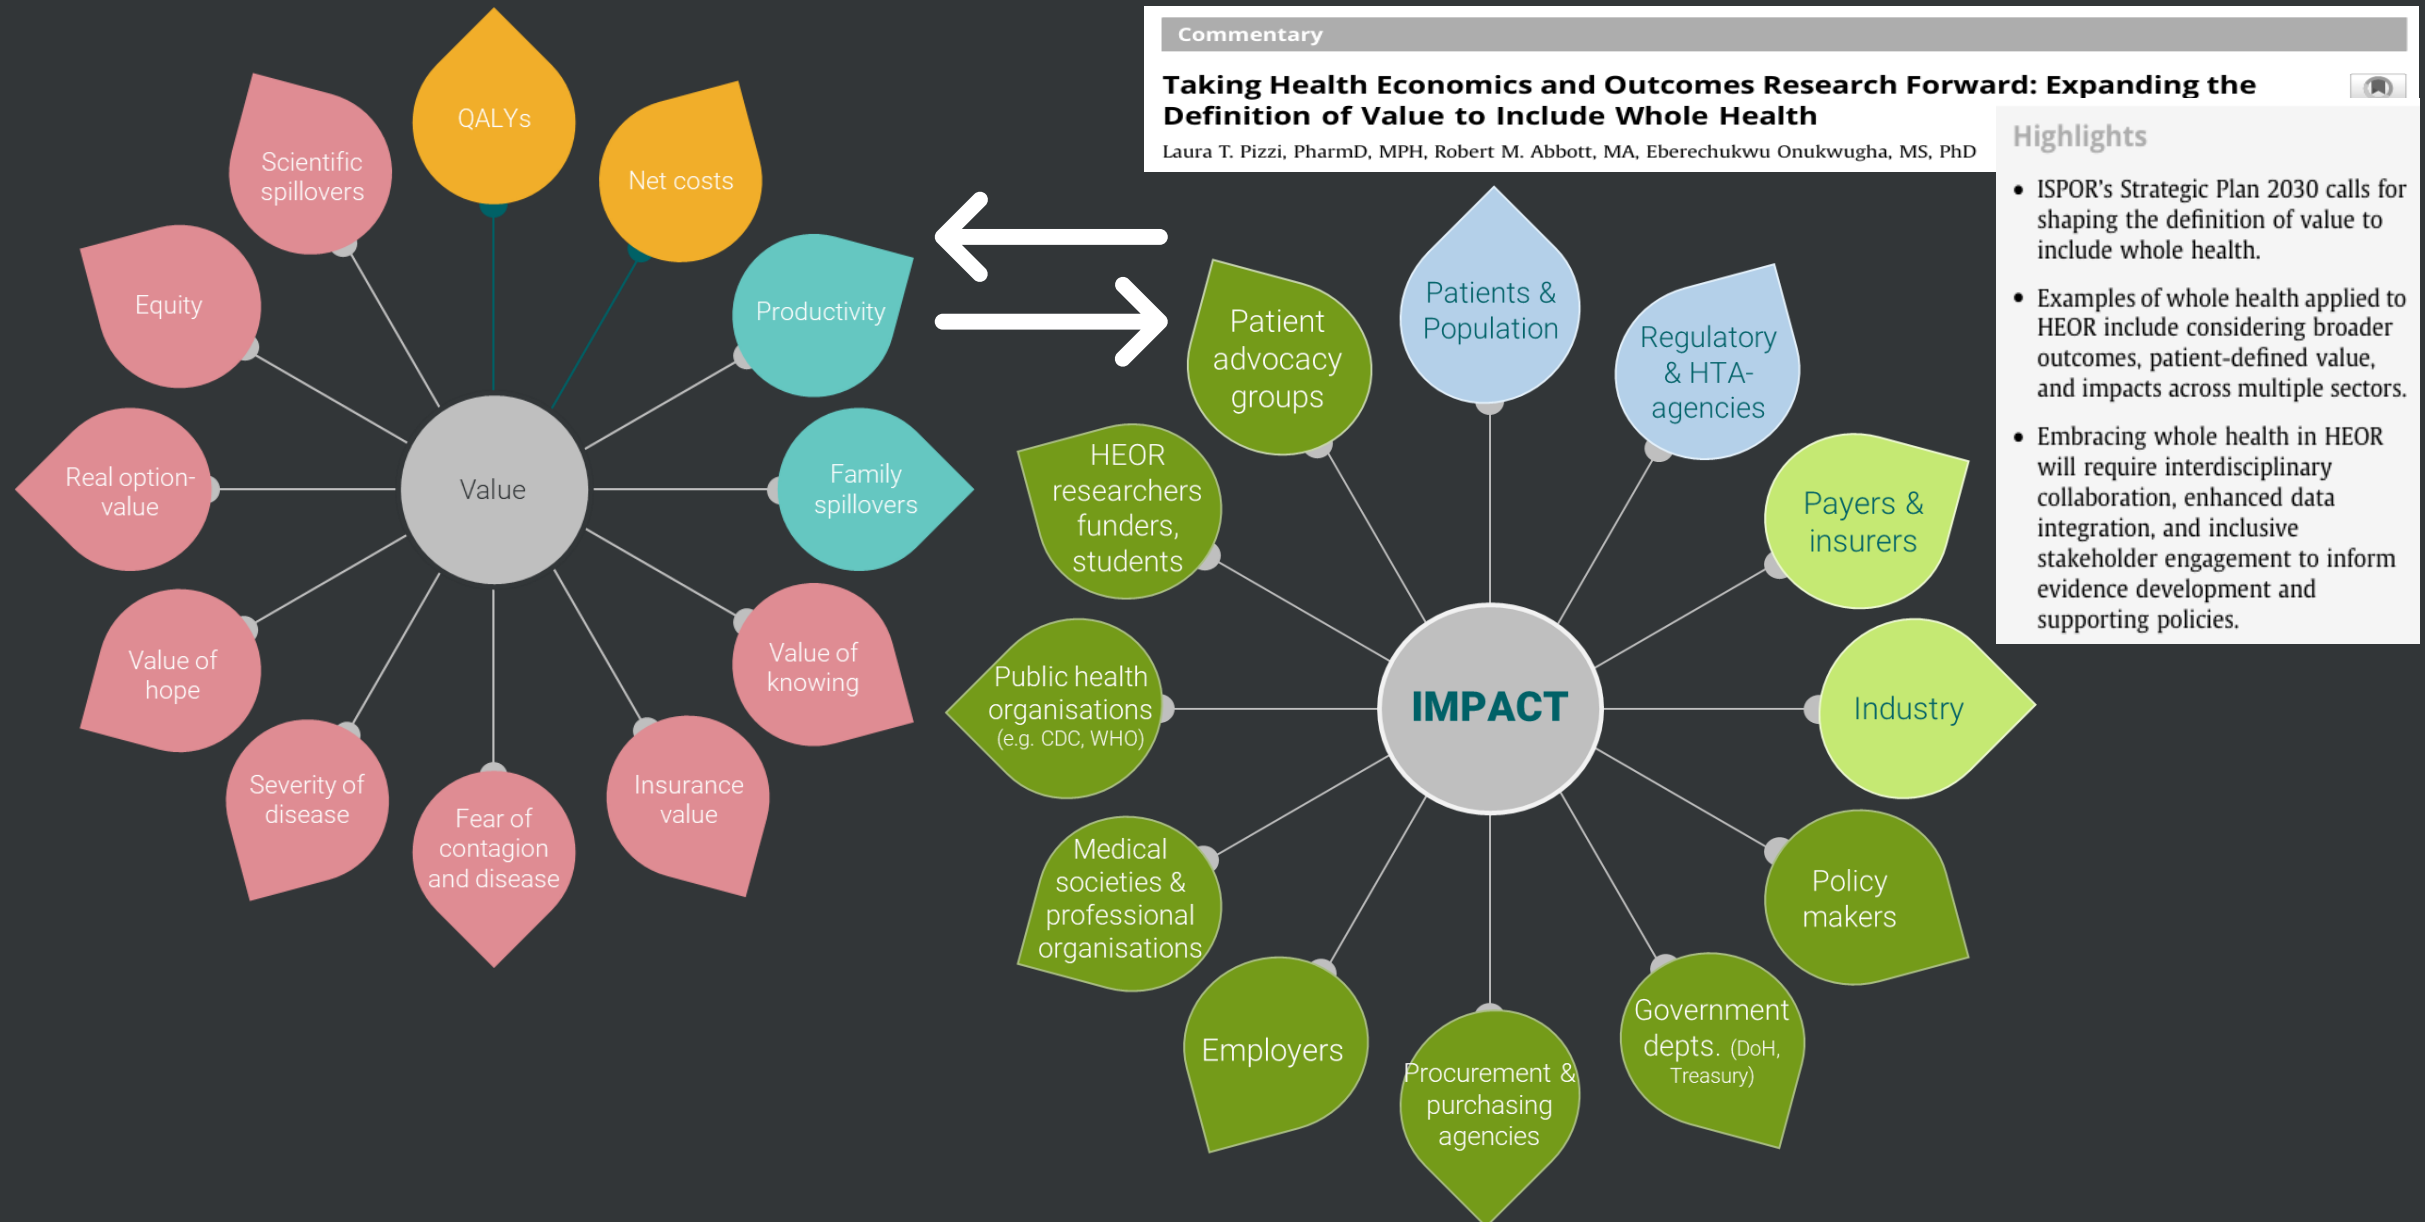 Commentary
Taking Health Economics and Outcomes Research Forward: Expanding the
Definition of Value to Include Whole Health
Laura T. Pizzi, PharmD, MPH, Robert M. Abbott, MA, Eberechukwu Onukwugha, MS, PhD
Highlights
• ISPOR's Strategic Plan 2030 calls for
shaping the definition of value to
include whole health.
• Examples of whole health applied to
HEOR include considering broader
outcomes, patient-defined value,
and impacts across multiple sectors.
• Embracing whole health in HEOR
will require interdisciplinary
collaboration, enhanced data
integration, and inclusive
stakeholder engagement to inform
evidence development and
supporting policies.
Value
QALYs
Net costs
Productivity
Family
spillovers
Value of
knowing
Insurance
value
Fear of
contagion
and disease
Severity of
disease
Value of
hope
Real option-
value
Equity
Scientific
spillovers
IMPACT
Patients &
Population
Regulatory
& HTA-
agencies
Payers &
insurers
Industry
Policy
makers
Government
depts. (DoH,
Treasury)
Procurement &
purchasing
agencies
Employers
Medical
societies &
professional
organisations
Public health
organisations
(e.g. CDC, WHO)
HEOR
researchers
funders,
students
Patient
advocacy
groups